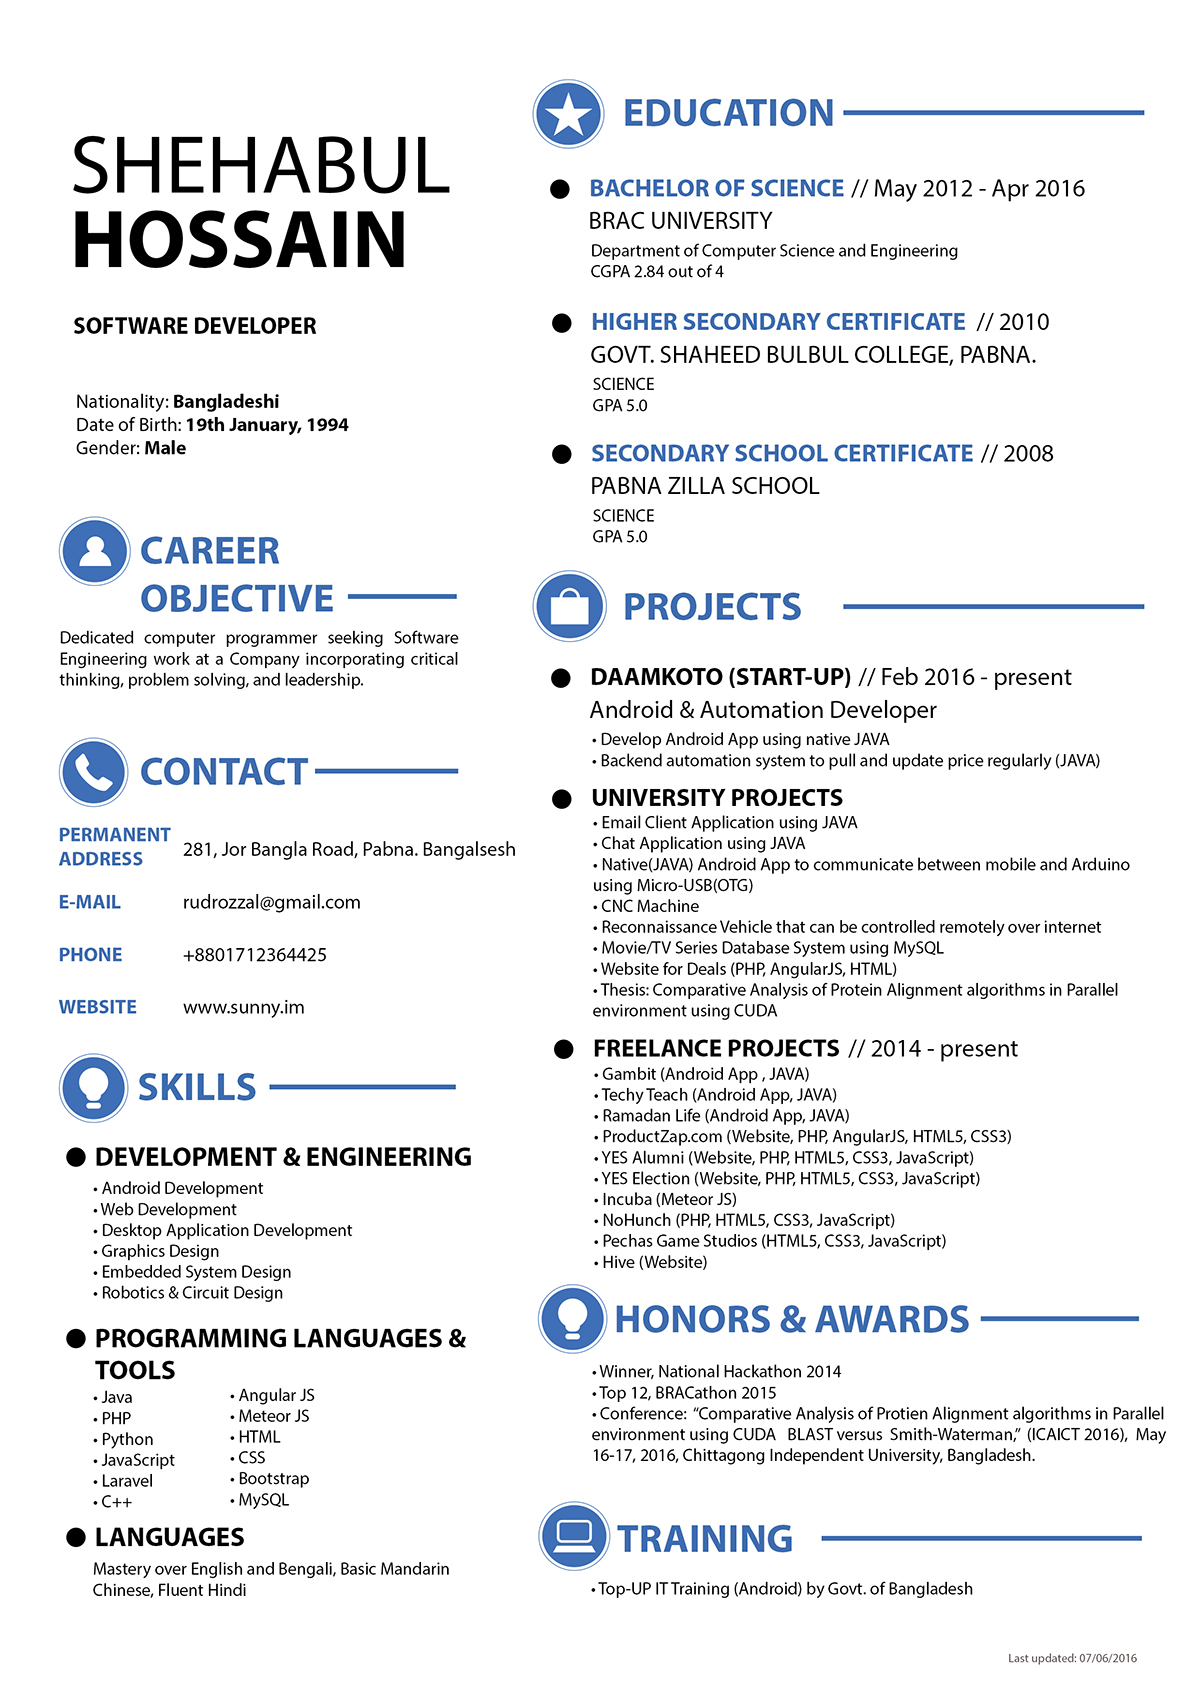 SHEHABUL
HOSSAIN
SOFTWARE DEVELOPER
Nationality: Bangladeshi
Date of Birth: 19th January, 1994
Gender: Male
CAREER
OBJECTIVE
Dedicated computer programmer seeking Software
Engineering work at a Company incorporating critical
thinking, problem solving, and leadership.
CONTACT
PERMANENT
ADDRESS
281, Jor Bangla Road, Pabna. Bangalsesh
E-MAIL rudrozzal@gmail.com
PHONE +8801712364425
WEBSITE www.sunny.im
SKILLS
● DEVELOPMENT & ENGINEERING
• Android Development
• Web Development
• Desktop Application Development
• Graphics Design
• Embedded System Design
• Robotics & Circuit Design
● PROGRAMMING LANGUAGES &
TOOLS
• Java
• PHP
• Python
• JavaScript
• Laravel
• C++
• Angular JS
• Meteor JS
• HTML
• CSS
• Bootstrap
• MySQL
● LANGUAGES
Mastery over English and Bengali, Basic Mandarin
Chinese, Fluent Hindi
EDUCATION
● BACHELOR OF SCIENCE // May 2012 - Apr 2016
BRAC UNIVERSITY
Department of Computer Science and Engineering
CGPA 2.84 out of 4
● HIGHER SECONDARY CERTIFICATE // 2010
GOVT. SHAHEED BULBUL COLLEGE, PABNA.
SCIENCE
GPA 5.0
● SECONDARY SCHOOL CERTIFICATE // 2008
PABNA ZILLA SCHOOL
SCIENCE
GPA 5.0
PROJECTS
● DAAMKOTO (START-UP) // Feb 2016 - present
Android & Automation Developer
• Develop Android App using native JAVA
• Backend automation system to pull and update price regularly (JAVA)
● UNIVERSITY PROJECTS
• Email Client Application using JAVA
• Chat Application using JAVA
• Native(JAVA) Android App to communicate between mobile and Arduino
using Micro-USB(OTG)
• CNC Machine
• Reconnaissance Vehicle that can be controlled remotely over internet
• Movie/TV Series Database System using MySQL
• Website for Deals (PHP, AngularJS, HTML)
• Thesis: Comparative Analysis of Protein Alignment algorithms in Parallel
environment using CUDA
● FREELANCE PROJECTS // 2014 - present
• Gambit (Android App , JAVA)
• Techy Teach (Android App, JAVA)
• Ramadan Life (Android App, JAVA)
• ProductZap.com (Website, PHP, AngularJS, HTML5, CSS3)
• YES Alumni (Website, PHP, HTML5, CSS3, JavaScript)
• YES Election (Website, PHP, HTML5, CSS3, JavaScript)
• Incuba (Meteor JS)
• NoHunch (PHP, HTML5, CSS3, JavaScript)
• Pechas Game Studios (HTML5, CSS3, JavaScript)
• Hive (Website)
HONORS & AWARDS
• Winner, National Hackathon 2014
• Top 12, BRACathon 2015
• Conference: “Comparative Analysis of Protien Alignment algorithms in Parallel
environment using CUDA BLAST versus Smith-Waterman,” (ICAICT 2016), May
16-17, 2016, Chittagong Independent University, Bangladesh.
TRAINING
• Top-UP IT Training (Android) by Govt. of Bangladesh
Last updated: 07/06/2016